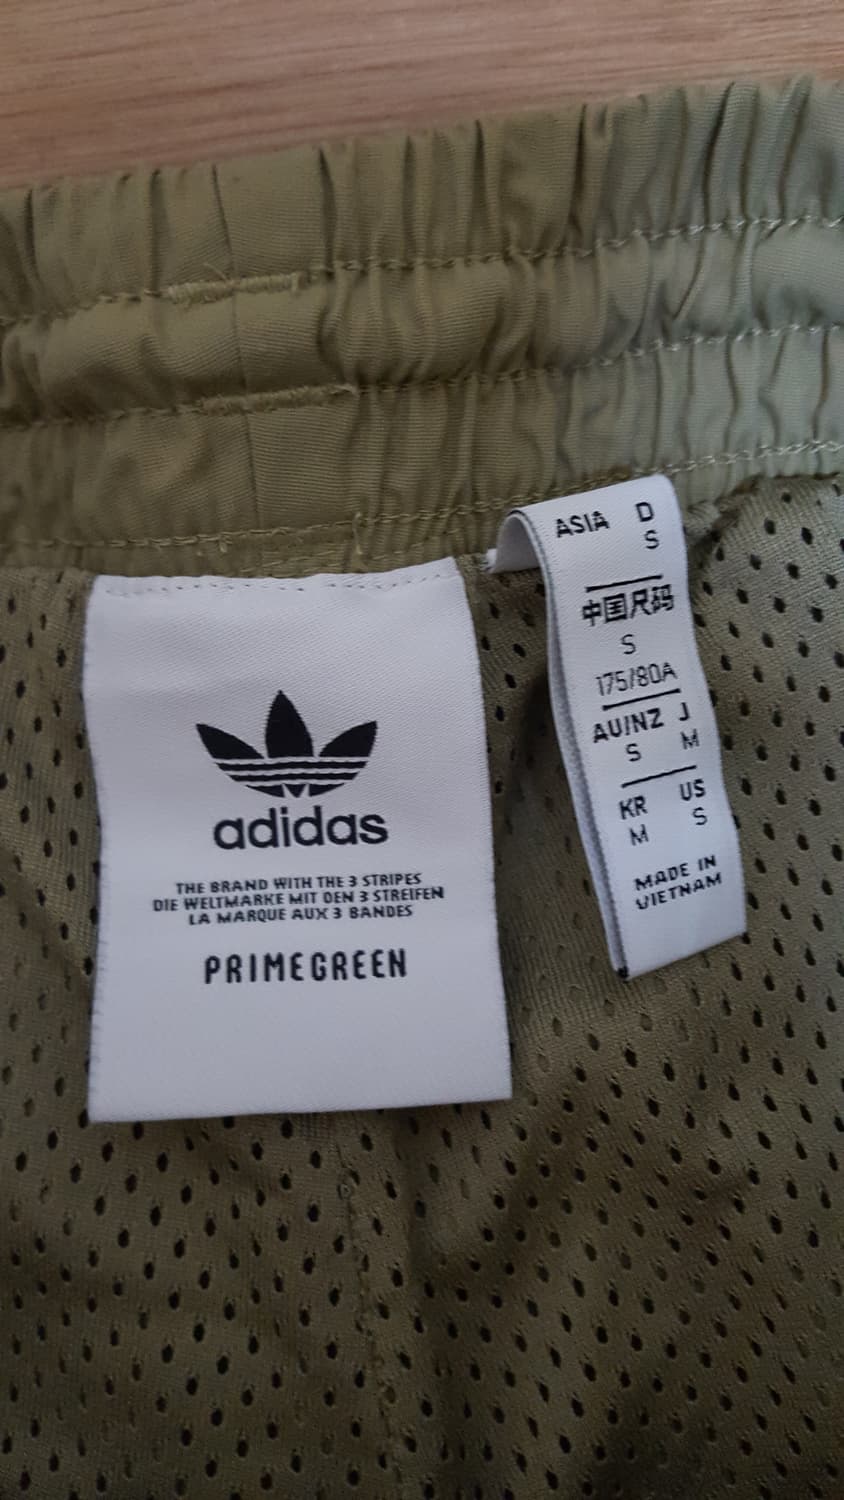 adidas
THE BRAND WITH THE 3 STRIPES
DIE WELTMARKE MIT DEN 3 STREIFEN
LA MARQUE AUX 3 BANDES
PRIMEGREEN
ASIA D
S
中国尺码
S
175/80A
AU/NZ J
S M
KR US
M S
MADE IN
VIETNAM